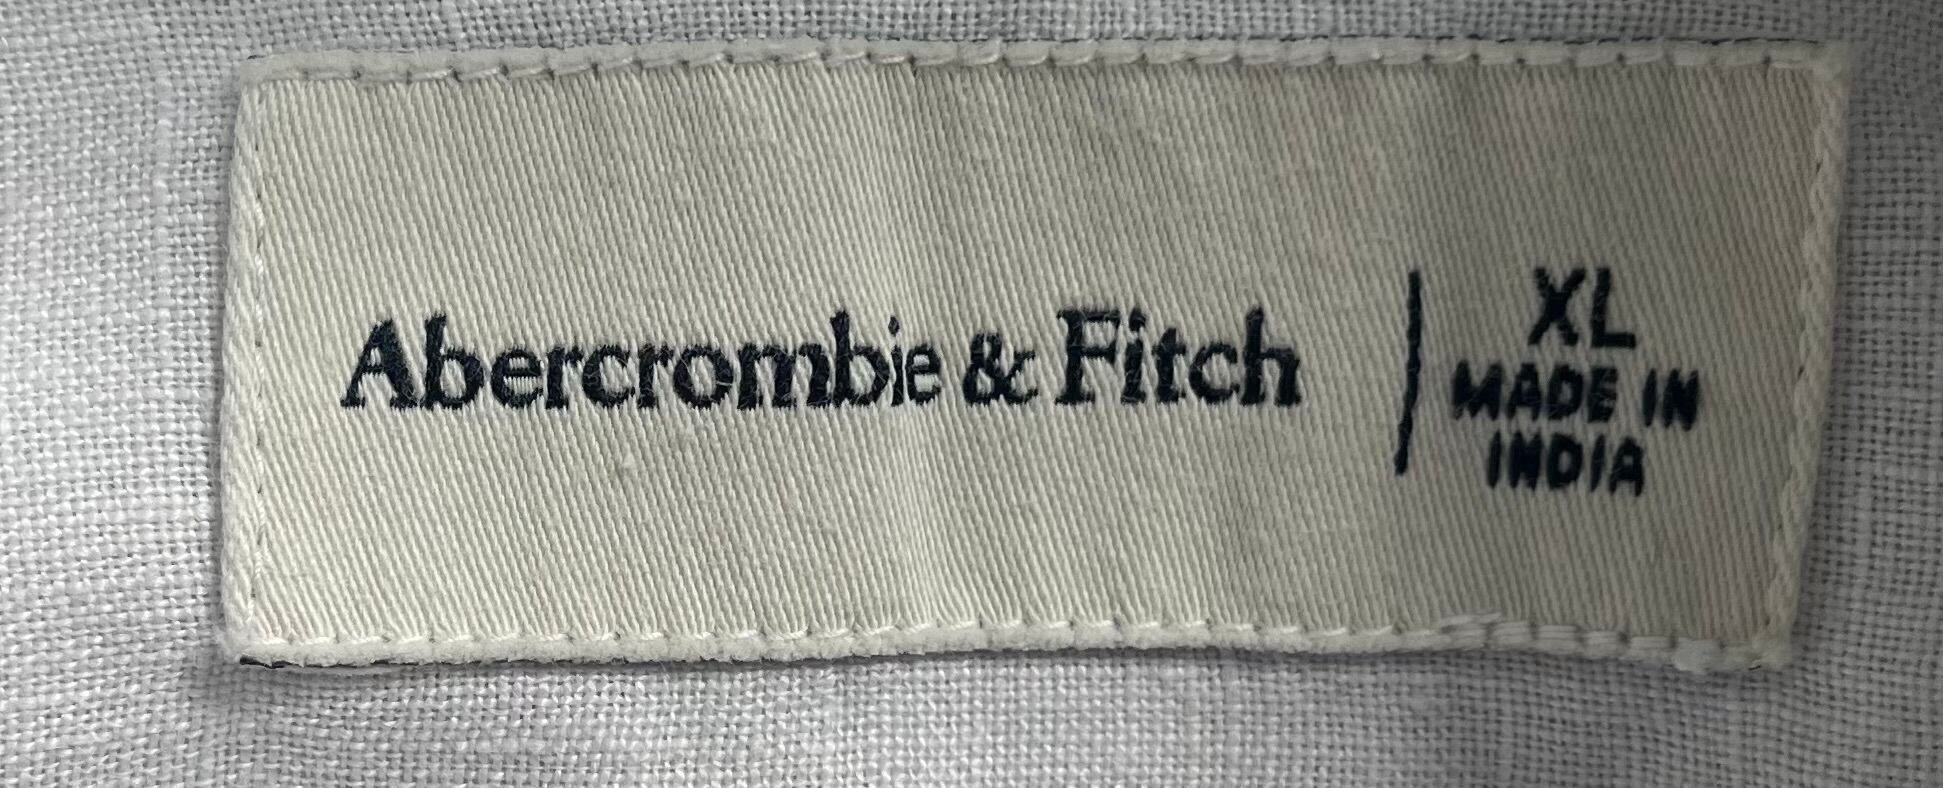 Abercrombie & Fitch
XL
MADE IN
INDIA